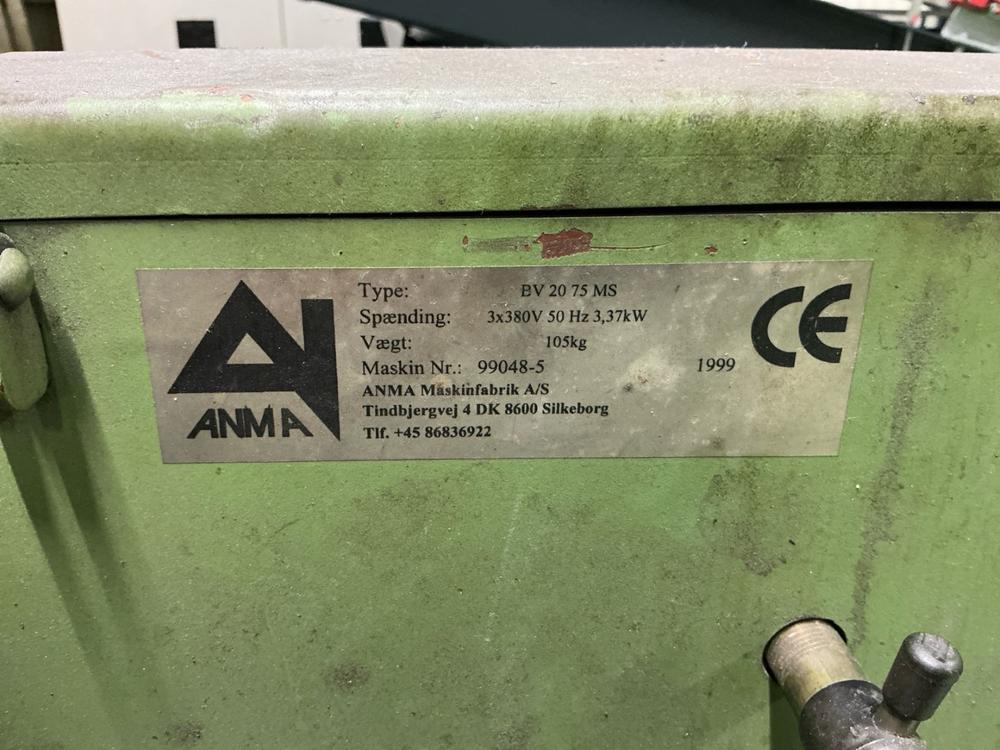 Type: BV 20 75 MS
Spænding: 3x380V 50 Hz 3,37kW
Vægt: 105kg
Maskin Nr.: 99048-5 1999
ANMA Maskinfabrik A/S
Tindbjergvej 4 DK 8600 Silkeborg
Tlf. +45 86836922
ANMA
CE